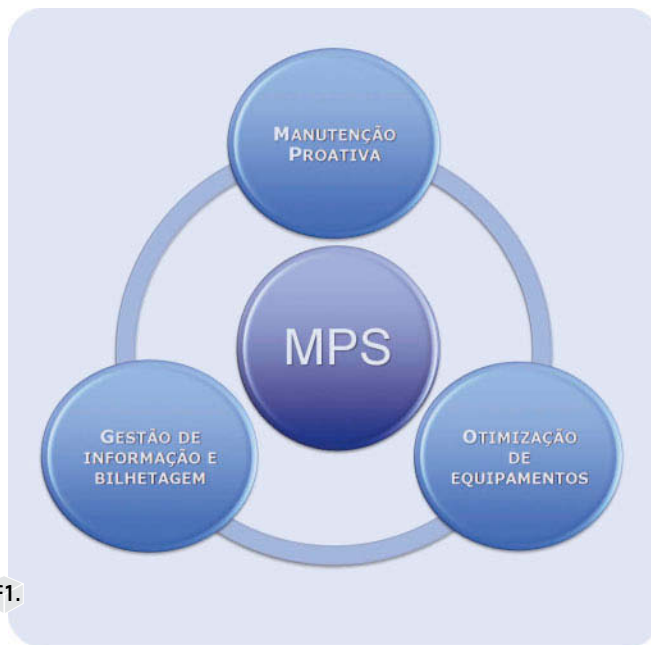 MANUTENÇÃO
PROATIVA
MPS
GESTÃO DE
INFORMAÇÃO E
BILHETAGEM
OTIMIZAÇÃO
DE
EQUIPAMENTOS
F1.